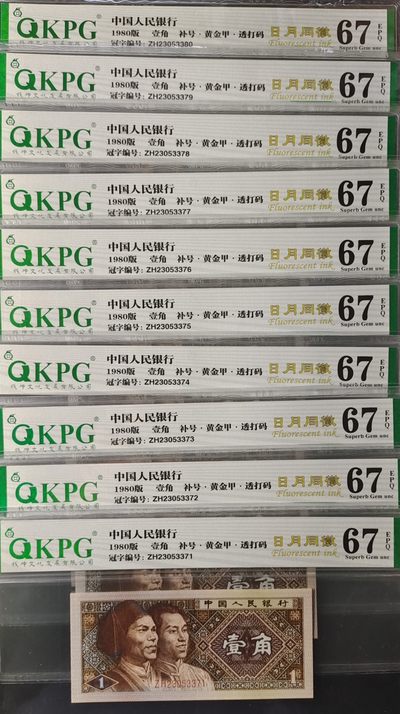 QKPG®
中国人民银行
1980版 壹角 补号·黄金甲·透打码
冠字编号: ZH23053380
日月同徽
Fluorescent ink
67
EPQ
Superb Gem unc
QKPG®
钱师文化发展有限公司
中国人民银行
1980版 壹角 补号·黄金甲·透打码
冠字编号: ZH23053379
日月同徽
Fluorescent ink
67
EPQ
Superb Gem unc
QKPG®
中国人民银行
1980版 壹角 补号·黄金甲·透打码
冠字编号: ZH23053378
日月同徽
Fluorescent ink
67
EPQ
Superb Gem unc
QKPG®
中国人民银行
1980版 壹角 补号·黄金甲·透打码
冠字编号: ZH23053377
日月同徽
Fluorescent ink
67
EPQ
Superb Gem unc
QKPG®
中国人民银行
1980版 壹角 补号·黄金甲·透打码
冠字编号: ZH23053376
日月同徽
Fluorescent ink
67
EPQ
Superb Gem unc
QKPG®
中国人民银行
1980版 壹角 补号·黄金甲·透打码
冠字编号: ZH23053375
日月同徽
Fluorescent ink
67
EPQ
Superb Gem unc
QKPG®
中国人民银行
1980版 壹角 补号·黄金甲·透打码
冠字编号: ZH23053374
日月同徽
Fluorescent ink
67
EPQ
Superb Gem unc
QKPG®
中国人民银行
1980版 壹角 补号·黄金甲·透打码
冠字编号: ZH23053373
日月同徽
Fluorescent ink
67
EPQ
Superb Gem unc
QKPG®
中国人民银行
1980版 壹角 补号·黄金甲·透打码
冠字编号: ZH23053372
日月同徽
Fluorescent ink
67
EPQ
Superb Gem unc
QKPG®
中国人民银行
1980版 壹角 补号·黄金甲·透打码
冠字编号: ZH23053371
日月同徽
Fluorescent ink
67
EPQ
Superb Gem unc
壹角
中国人民银行
壹角
1
ZH23053371
1